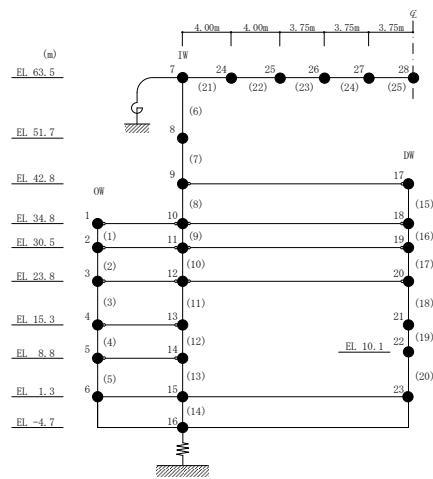 ℄
4.00m 4.00m 3.75m 3.75m 3.75m
(m)
IW
EL 63.5 7 24 25 26 27 28
(21) (22) (23) (24) (25)
(6)
EL 51.7 8
(7)
DW
EL 42.8 9 17
OW
(8) (15)
EL 34.8 1 10 18
(1) (9) (16)
EL 30.5 2 11 19
(2) (10) (17)
EL 23.8 3 12 20
(3) (11) (18)
EL 15.3 4 13 21
(4) (12) (19)
EL 10.1 22
EL 8.8 5 14
(5) (13) (20)
EL 1.3 6 15 23
(14)
EL -4.7 16